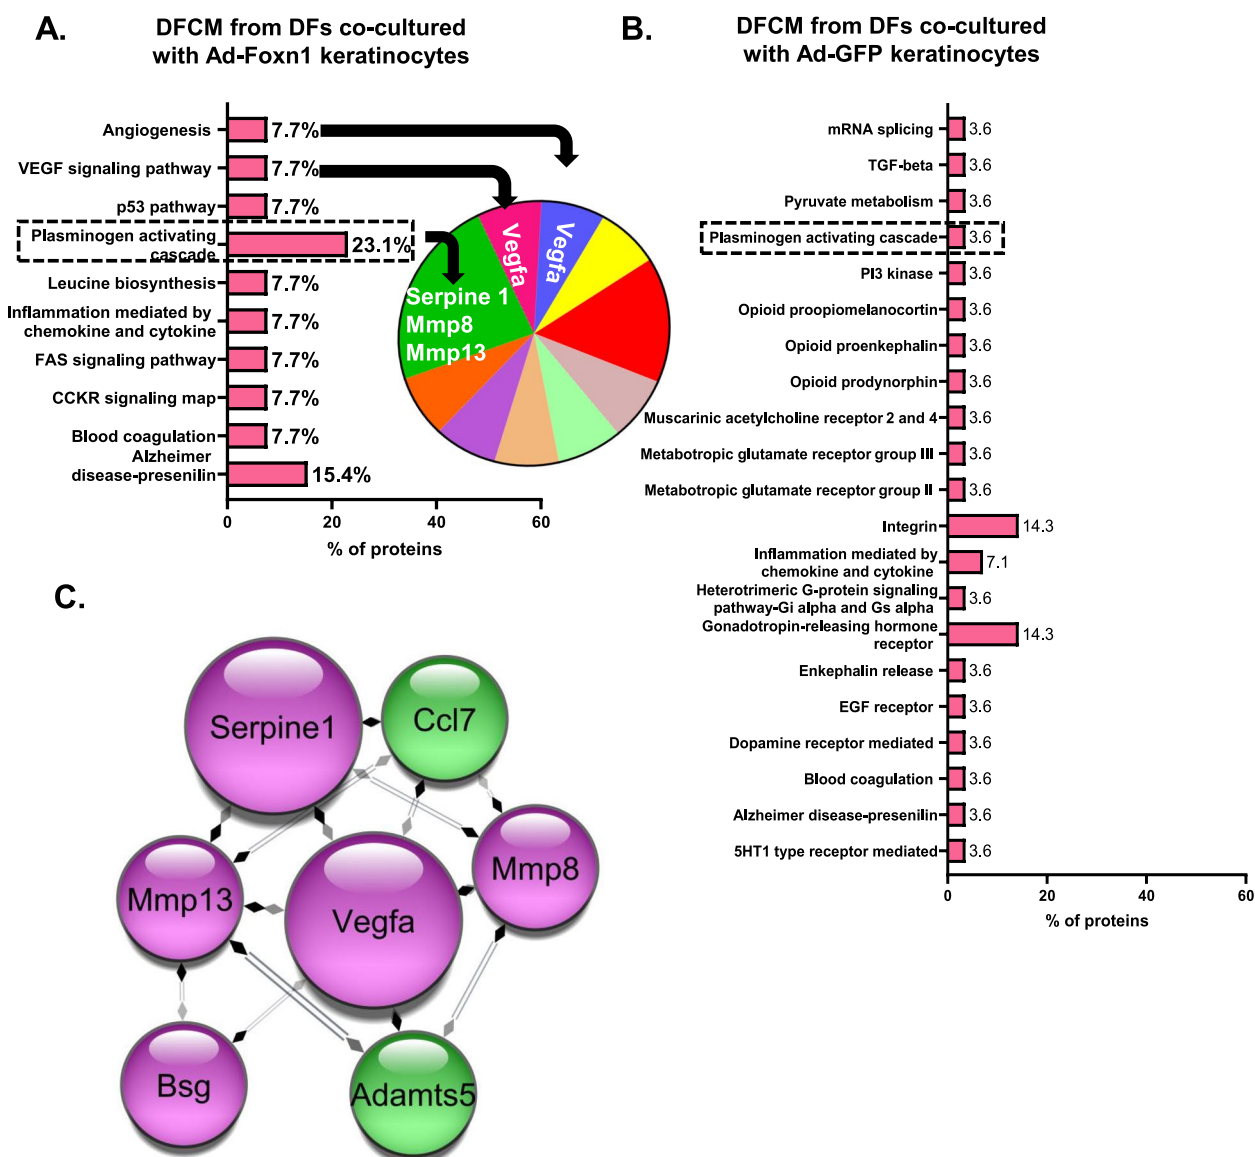 A.
DFCM from DFs co-cultured
with Ad-Foxn1 keratinocytes
Angiogenesis 7.7%
VEGF signaling pathway 7.7%
p53 pathway 7.7%
Plasminogen activating
cascade 23.1%
Leucine biosynthesis 7.7%
Inflammation mediated by
chemokine and cytokine 7.7%
FAS signaling pathway 7.7%
CCKR signaling map 7.7%
Blood coagulation 7.7%
Alzheimer
disease-presenilin 15.4%
0 20 40 60
% of proteins
Vegfa
Vegfa
Serpine 1
Mmp8
Mmp13
B.
DFCM from DFs co-cultured
with Ad-GFP keratinocytes
mRNA splicing 3.6
TGF-beta 3.6
Pyruvate metabolism 3.6
Plasminogen activating cascade 3.6
PI3 kinase 3.6
Opioid proopiomelanocortin 3.6
Opioid proenkephalin 3.6
Opioid prodynorphin 3.6
Muscarinic acetylcholine receptor 2 and 4 3.6
Metabotropic glutamate receptor group III 3.6
Metabotropic glutamate receptor group II 3.6
Integrin 14.3
Inflammation mediated by
chemokine and cytokine 7.1
Heterotrimeric G-protein signaling
pathway-Gi alpha and Gs alpha 3.6
Gonadotropin-releasing hormone
receptor 14.3
Enkephalin release 3.6
EGF receptor 3.6
Dopamine receptor mediated 3.6
Blood coagulation 3.6
Alzheimer disease-presenilin 3.6
5HT1 type receptor mediated 3.6
0 20 40 60
% of proteins
C.
Serpine1
Ccl7
Mmp13
Vegfa
Mmp8
Bsg
Adamts5